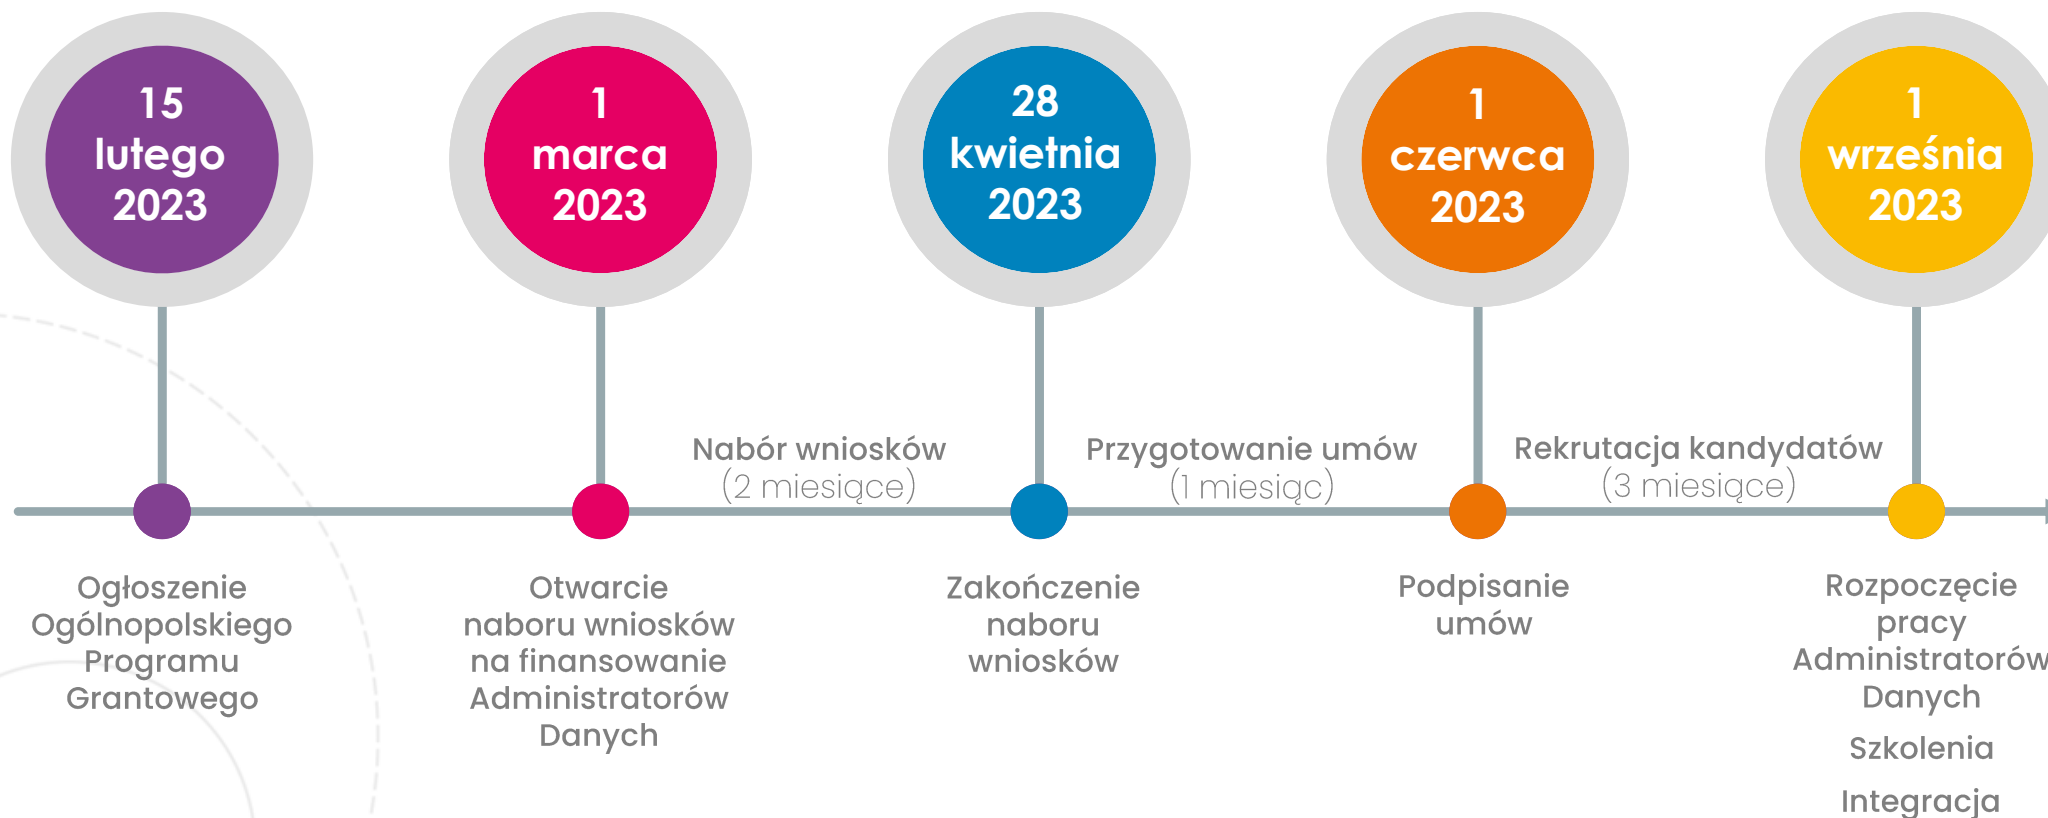 15
lutego
2023
1
marca
2023
28
kwietnia
2023
1
czerwca
2023
1
września
2023
Nabór wniosków
(2 miesiące)
Przygotowanie umów
(1 miesiąc)
Rekrutacja kandydatów
(3 miesiące)
Ogłoszenie
Ogólnopolskiego
Programu
Grantowego
Otwarcie
naboru wniosków
na finansowanie
Administratorów
Danych
Zakończenie
naboru
wniosków
Podpisanie
umów
Rozpoczęcie
pracy
Administratorów
Danych
Szkolenia
Integracja